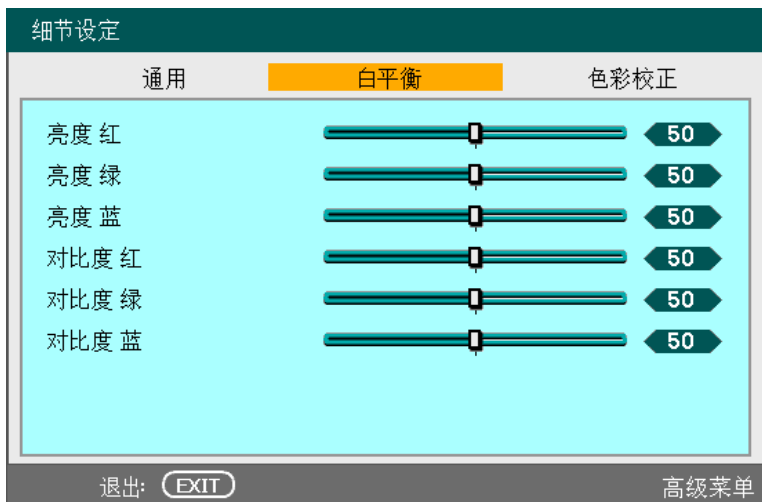 细节设定
通用 白平衡 色彩校正
亮度 红 50
亮度 绿 50
亮度 蓝 50
对比度 红 50
对比度 绿 50
对比度 蓝 50
退出: EXIT 高级菜单